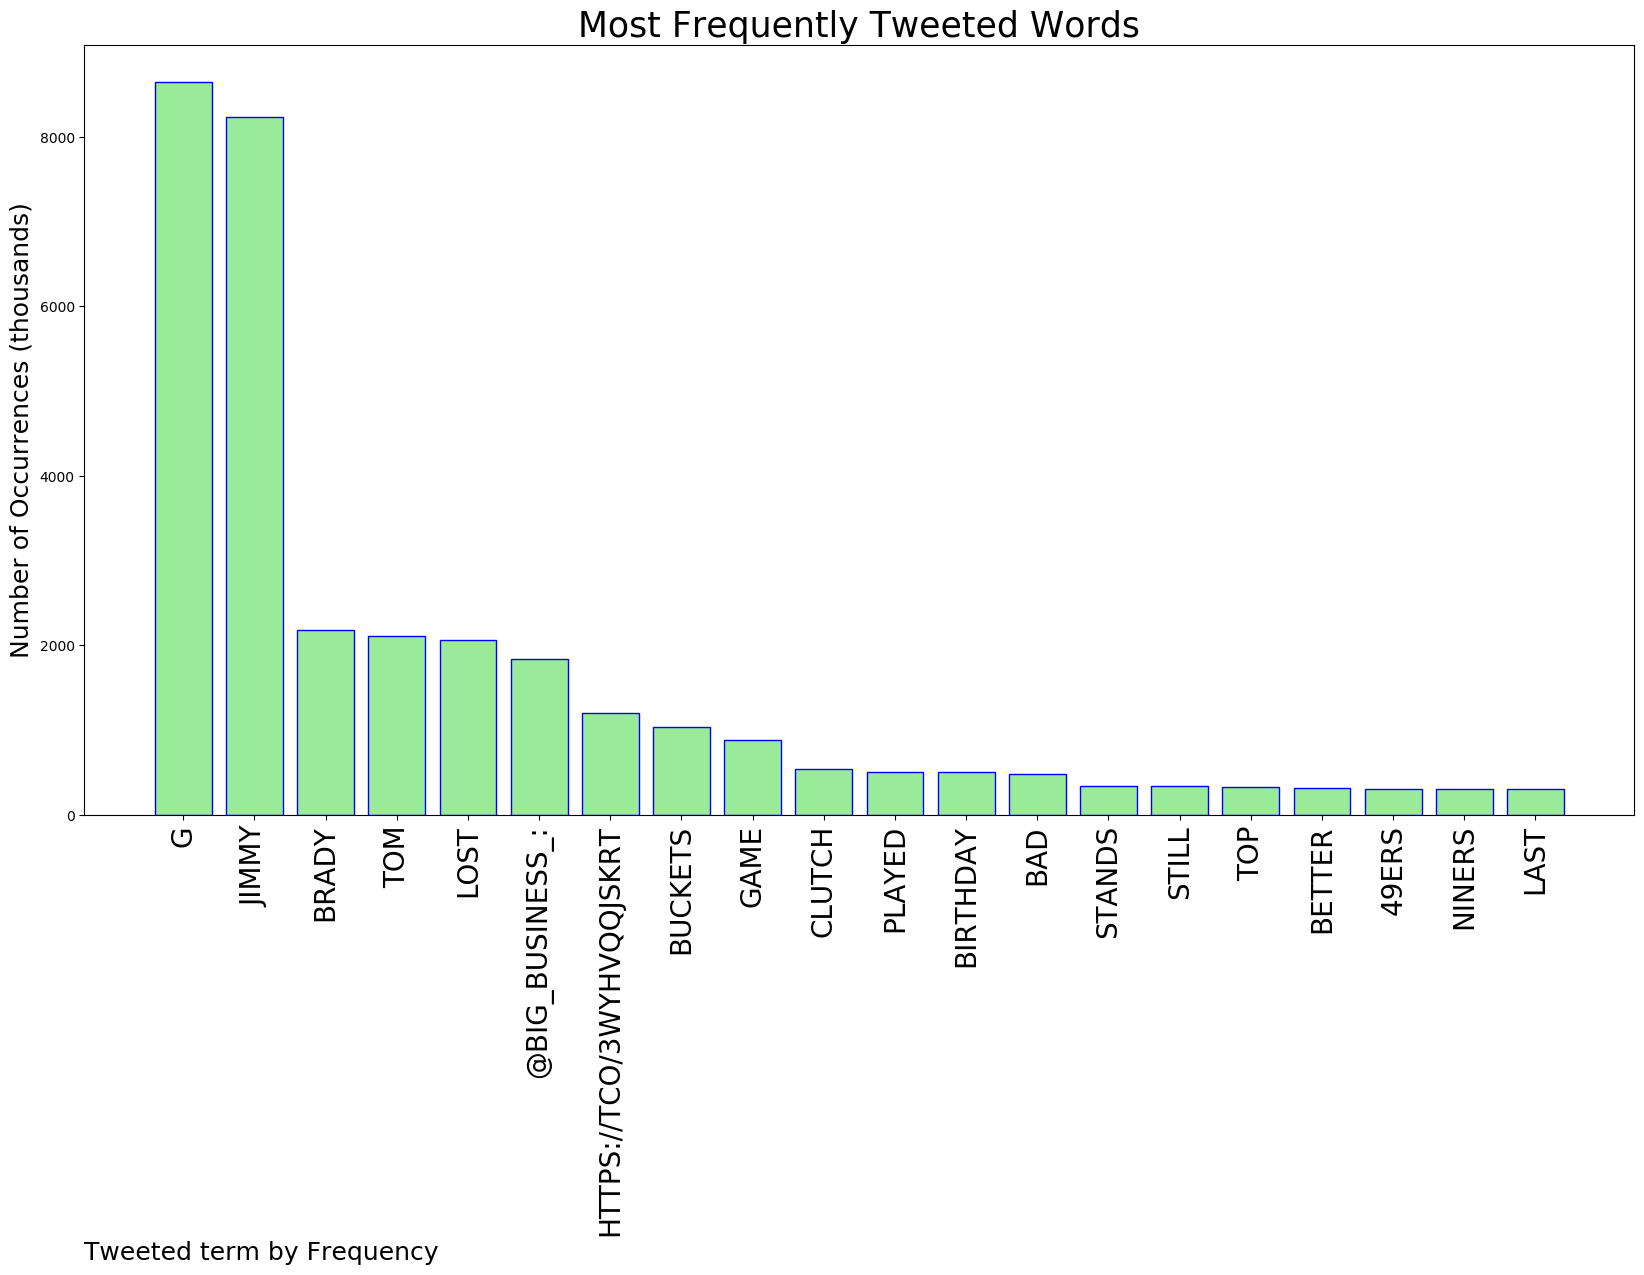 Most Frequently Tweeted Words
Number of Occurrences (thousands)
8000
6000
4000
2000
0
G
JIMMY
BRADY
TOM
LOST
@BIG_BUSINESS_:
HTTPS://TCO/3WYHVQQJSKRT
BUCKETS
GAME
CLUTCH
PLAYED
BIRTHDAY
BAD
STANDS
STILL
TOP
BETTER
49ERS
NINERS
LAST
Tweeted term by Frequency